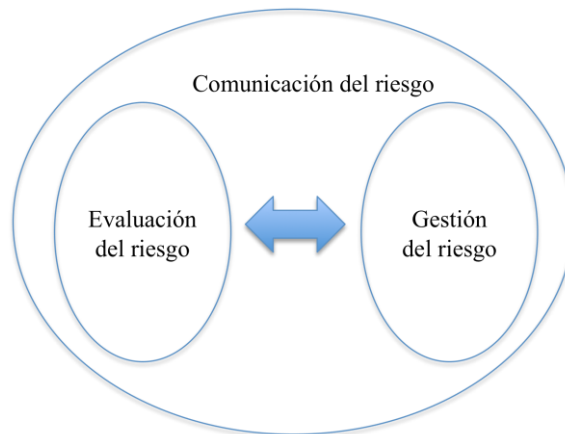 Comunicación del riesgo
Evaluación
del riesgo
Gestión
del riesgo